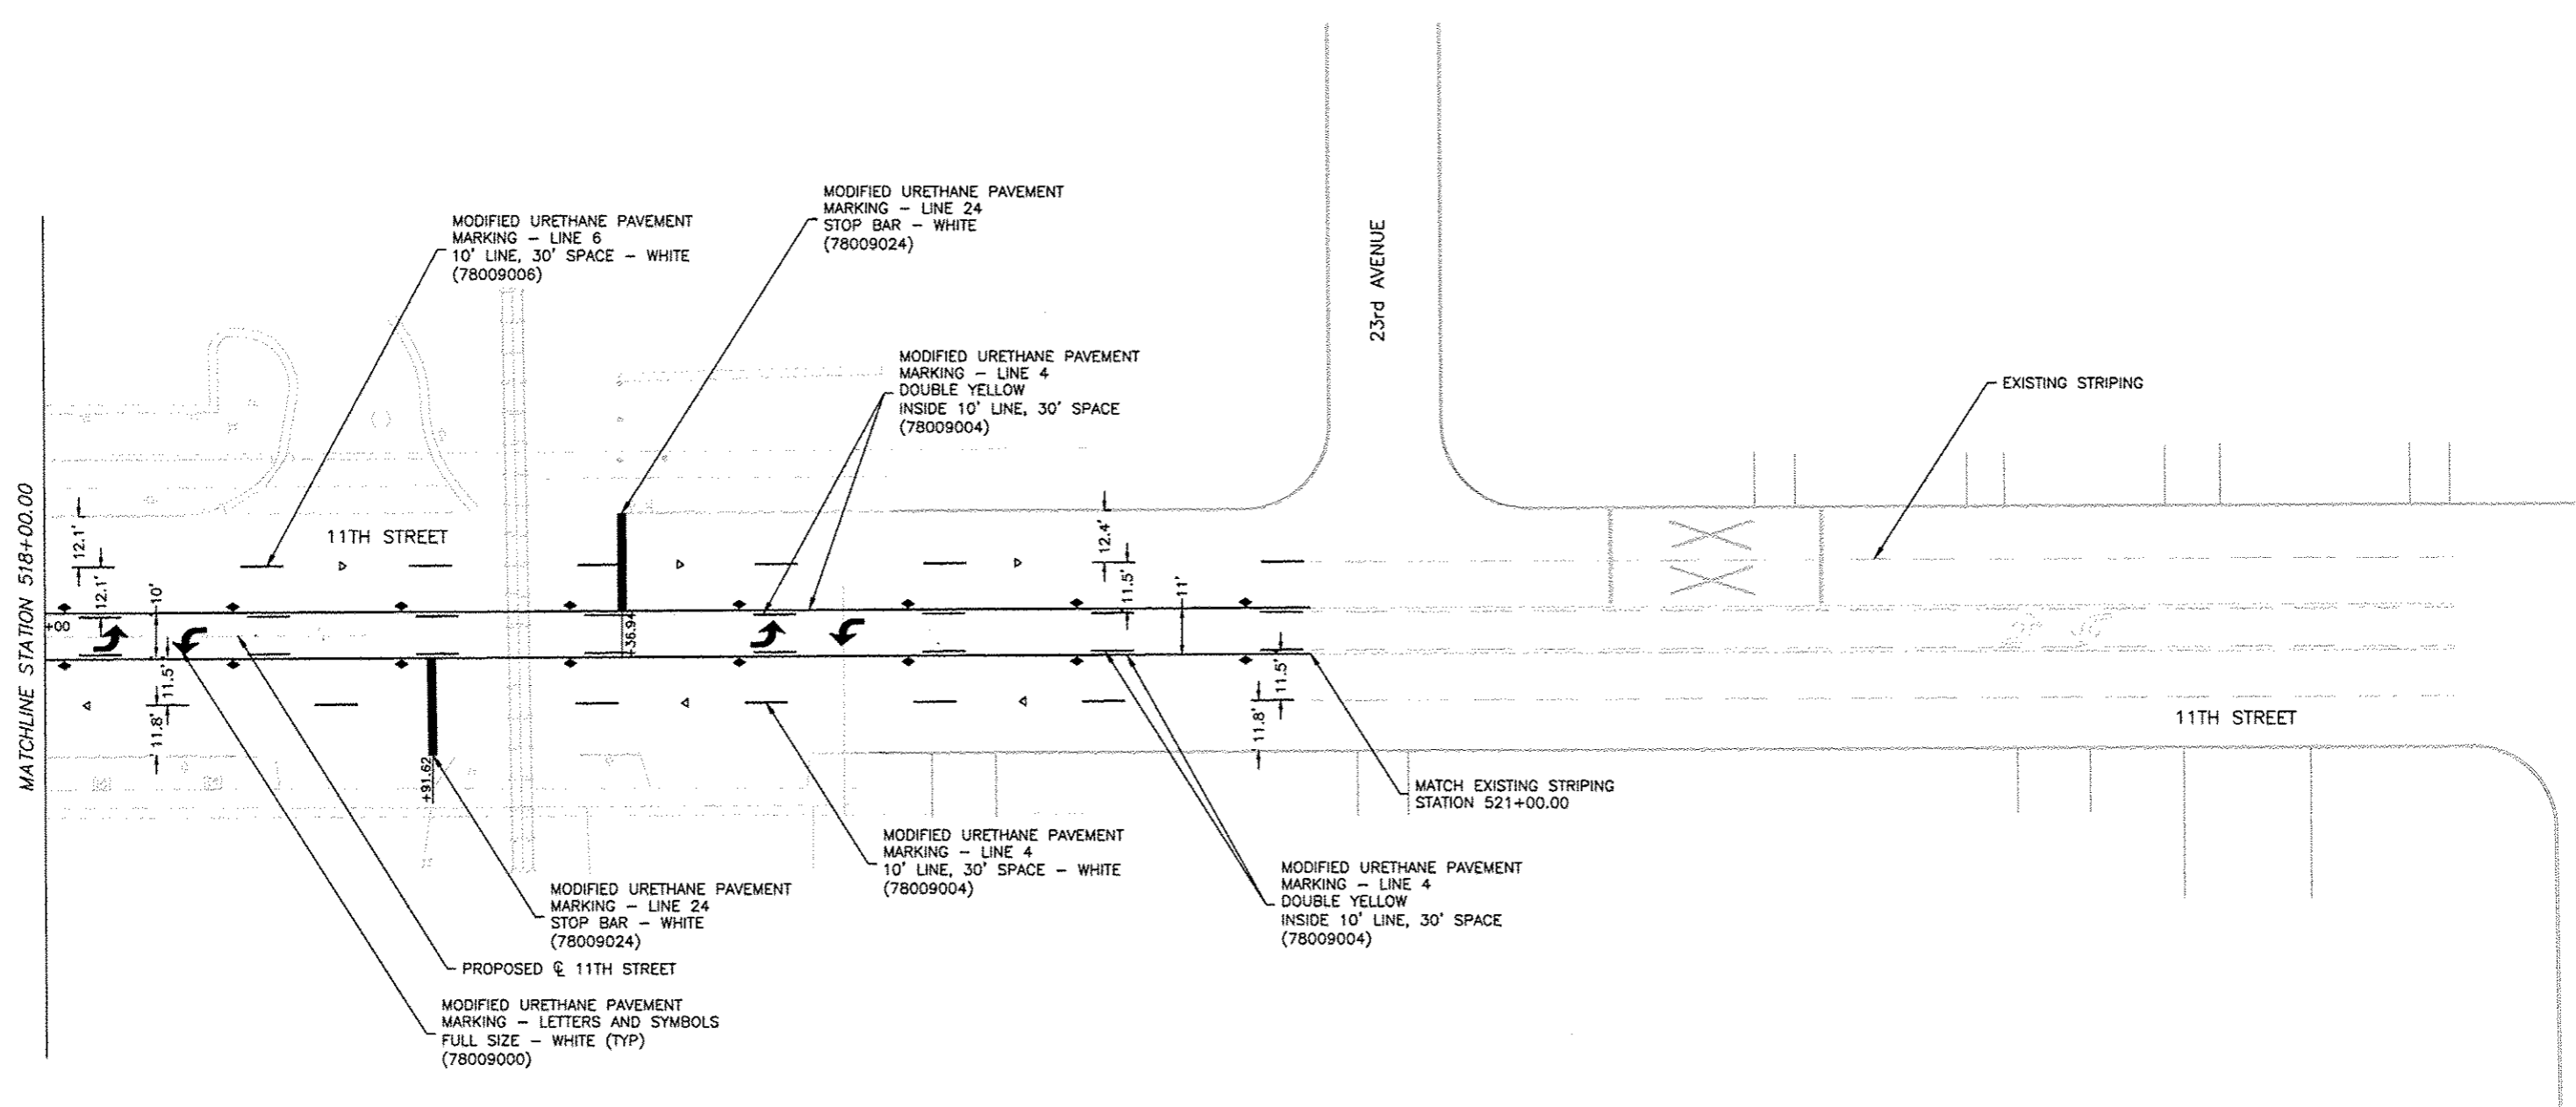 MODIFIED URETHANE PAVEMENT
MARKING – LINE 24
STOP BAR – WHITE
(78009024)
MODIFIED URETHANE PAVEMENT
MARKING – LINE 6
10' LINE, 30' SPACE – WHITE
(78009006)
23rd AVENUE
MODIFIED URETHANE PAVEMENT
MARKING – LINE 4
DOUBLE YELLOW
INSIDE 10' LINE, 30' SPACE
(78009004)
EXISTING STRIPING
MATCHLINE STATION 518+00.00
11TH STREET
12.1'
12.1'
10'
+00
11.5'
11.8'
+36.94
+91.62
12.4'
11.5'
11'
11.5'
11.8'
11TH STREET
MATCH EXISTING STRIPING
STATION 521+00.00
MODIFIED URETHANE PAVEMENT
MARKING – LINE 4
10' LINE, 30' SPACE – WHITE
(78009004)
MODIFIED URETHANE PAVEMENT
MARKING – LINE 4
DOUBLE YELLOW
INSIDE 10' LINE, 30' SPACE
(78009004)
MODIFIED URETHANE PAVEMENT
MARKING – LINE 24
STOP BAR – WHITE
(78009024)
PROPOSED ℄ 11TH STREET
MODIFIED URETHANE PAVEMENT
MARKING – LETTERS AND SYMBOLS
FULL SIZE – WHITE (TYP)
(78009000)